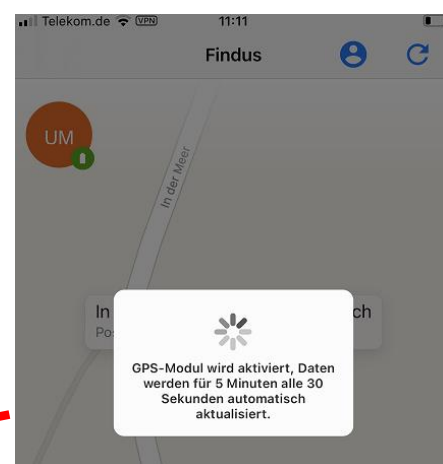 Telekom.de VPN 11:11
Findus
UM
In der Meer
In ch
Po
GPS-Modul wird aktiviert, Daten
werden für 5 Minuten alle 30
Sekunden automatisch
aktualisiert.